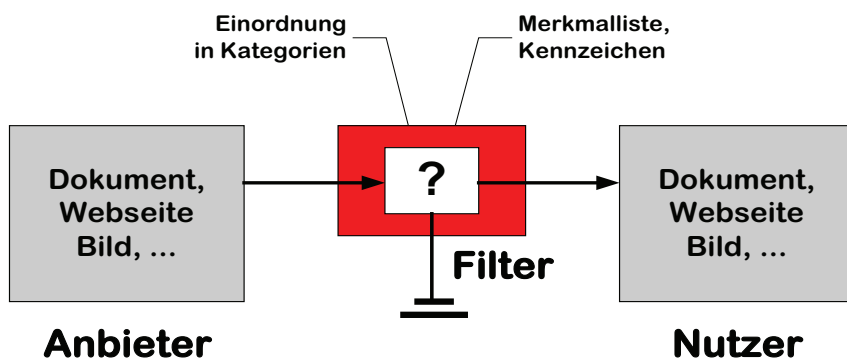 Einordnung
in Kategorien
Merkmalliste,
Kennzeichen
Dokument,
Webseite
Bild, ...
?
Dokument,
Webseite
Bild, ...
Filter
Anbieter
Nutzer